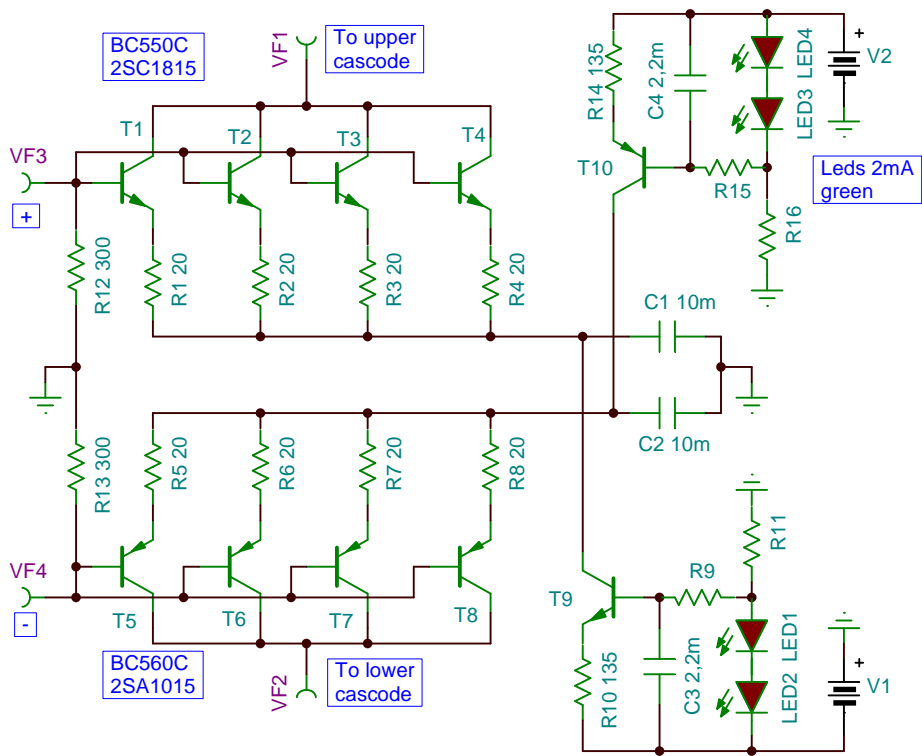 BC550C
2SC1815
VF1
To upper
cascode
R14 135
C4 2,2m
LED3 LED4
+
V2
T1
T2
T3
T4
VF3
+
T10
R15
Leds 2mA
green
R16
R12 300
R1 20
R2 20
R3 20
R4 20
C1 10m
C2 10m
R13 300
R5 20
R6 20
R7 20
R8 20
R11
VF4
-
T5
T6
T7
T8
T9
R9
BC560C
2SA1015
VF2
To lower
cascode
R10 135
C3 2,2m
LED2 LED1
+
V1